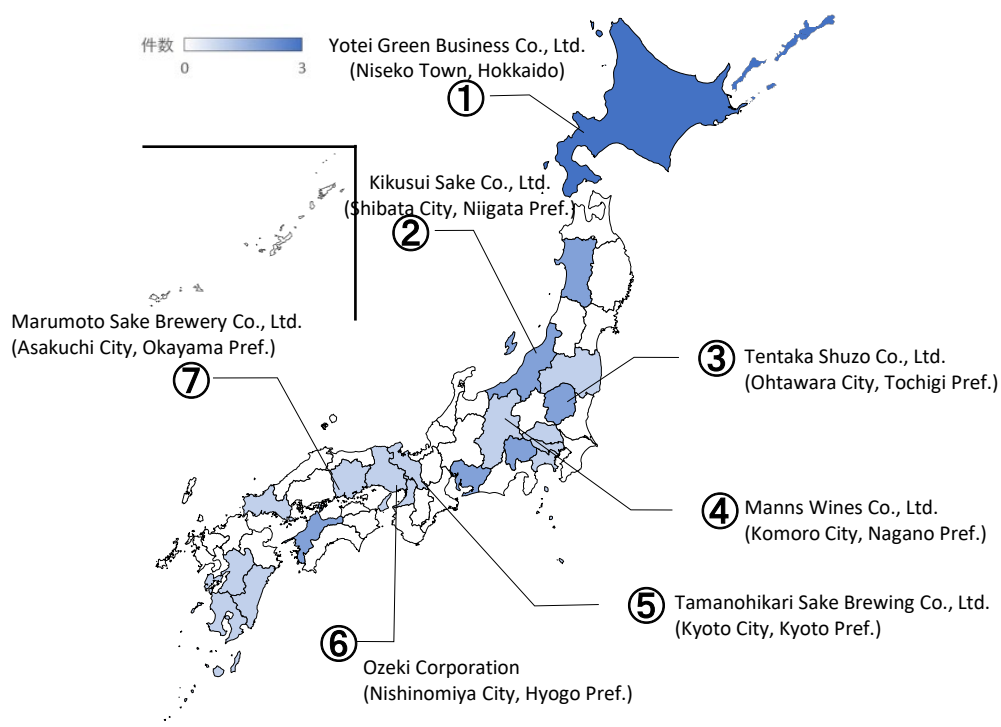 件数
0 3
Yotei Green Business Co., Ltd.
(Niseko Town, Hokkaido)
①
Kikusui Sake Co., Ltd.
(Shibata City, Niigata Pref.)
②
Marumoto Sake Brewery Co., Ltd.
(Asakuchi City, Okayama Pref.)
⑦
③ Tentaka Shuzo Co., Ltd.
(Ohtawara City, Tochigi Pref.)
④ Manns Wines Co., Ltd.
(Komoro City, Nagano Pref.)
⑤ Tamanohikari Sake Brewing Co., Ltd.
(Kyoto City, Kyoto Pref.)
⑥
Ozeki Corporation
(Nishinomiya City, Hyogo Pref.)